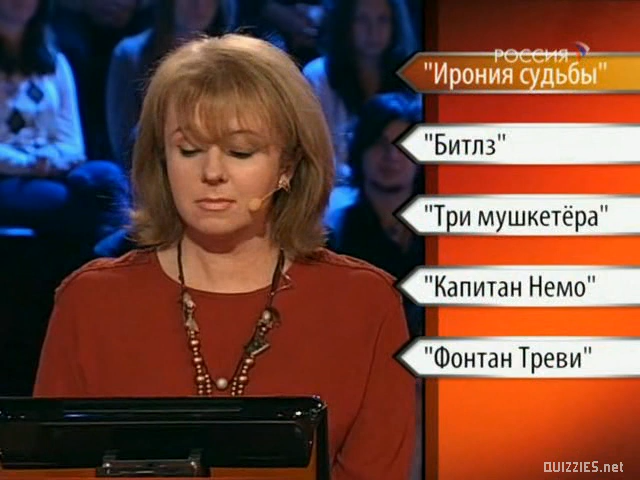 РОССИЯ
"Ирония судьбы"
"Битлз"
"Три мушкетёра"
"Капитан Немо"
"Фонтан Треви"
QUIZZIES.net